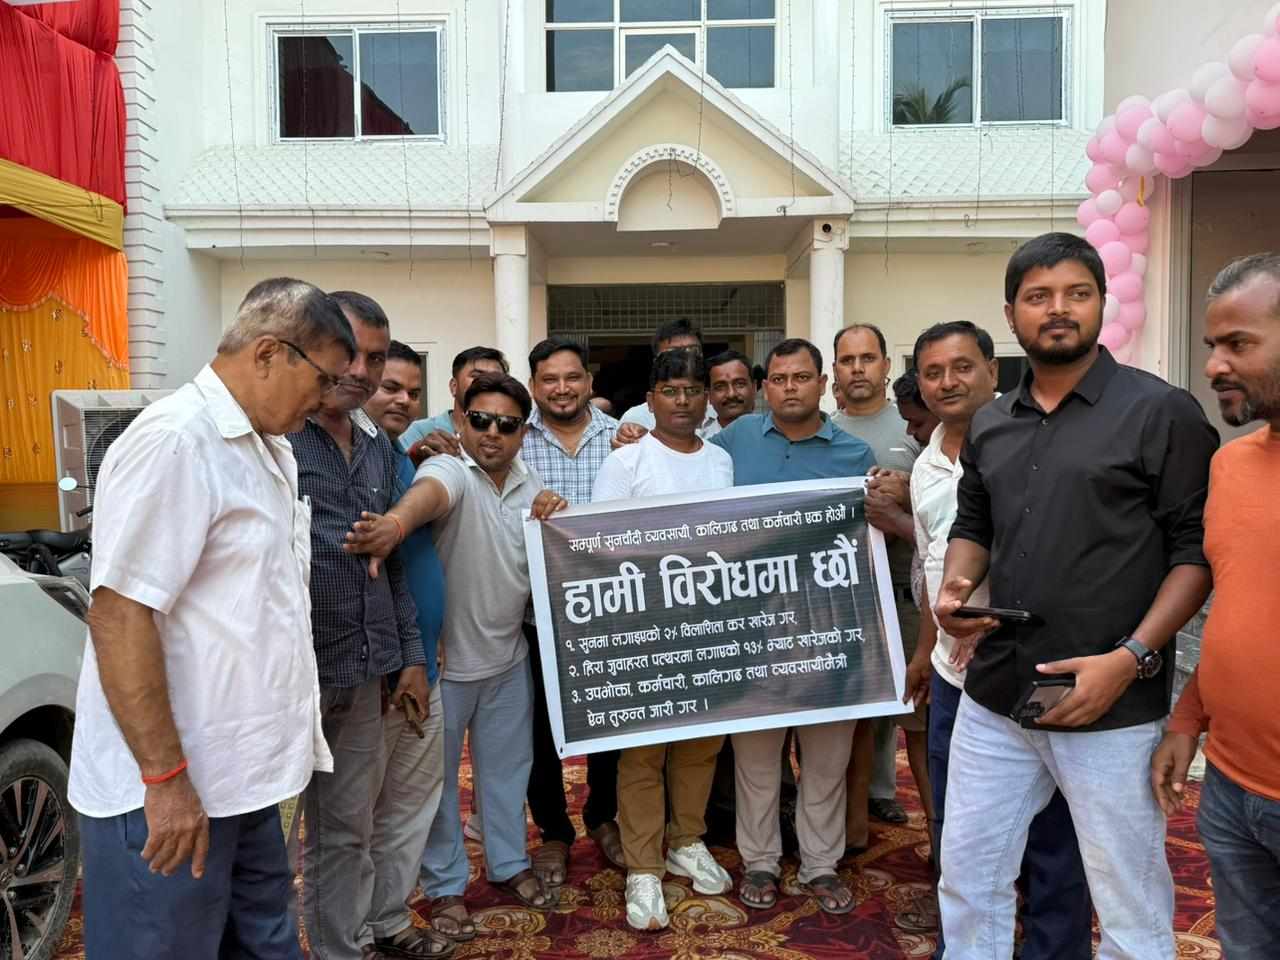 सम्पूर्ण सुनचाँदी व्यवसायी, कालिगढ तथा कर्मचारी एक होऔं ।
हामी विरोधमा छौं
१. सुनमा लगाइएको २% विलाशिता कर खारेज गर,
२. हिरा जुवाहरत पत्थरमा लगाएको १३% भ्याट खारेजको गर,
३. उपभोक्ता, कर्मचारी, कालिगढ तथा व्यवसायीमैत्री
ऐन तुरुन्त जारी गर ।